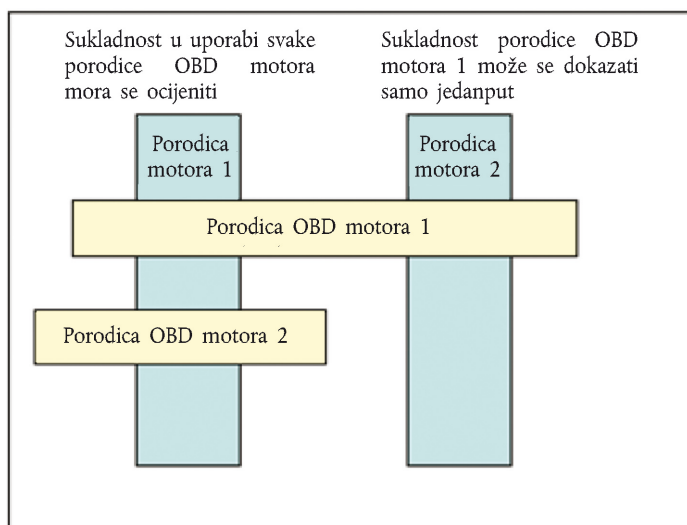 Sukladnost u uporabi svake
porodice OBD motora
mora se ocijeniti
Sukladnost porodice OBD
motora 1 može se dokazati
samo jedanput
Porodica
motora 1
Porodica
motora 2
Porodica OBD motora 1
Porodica OBD motora 2